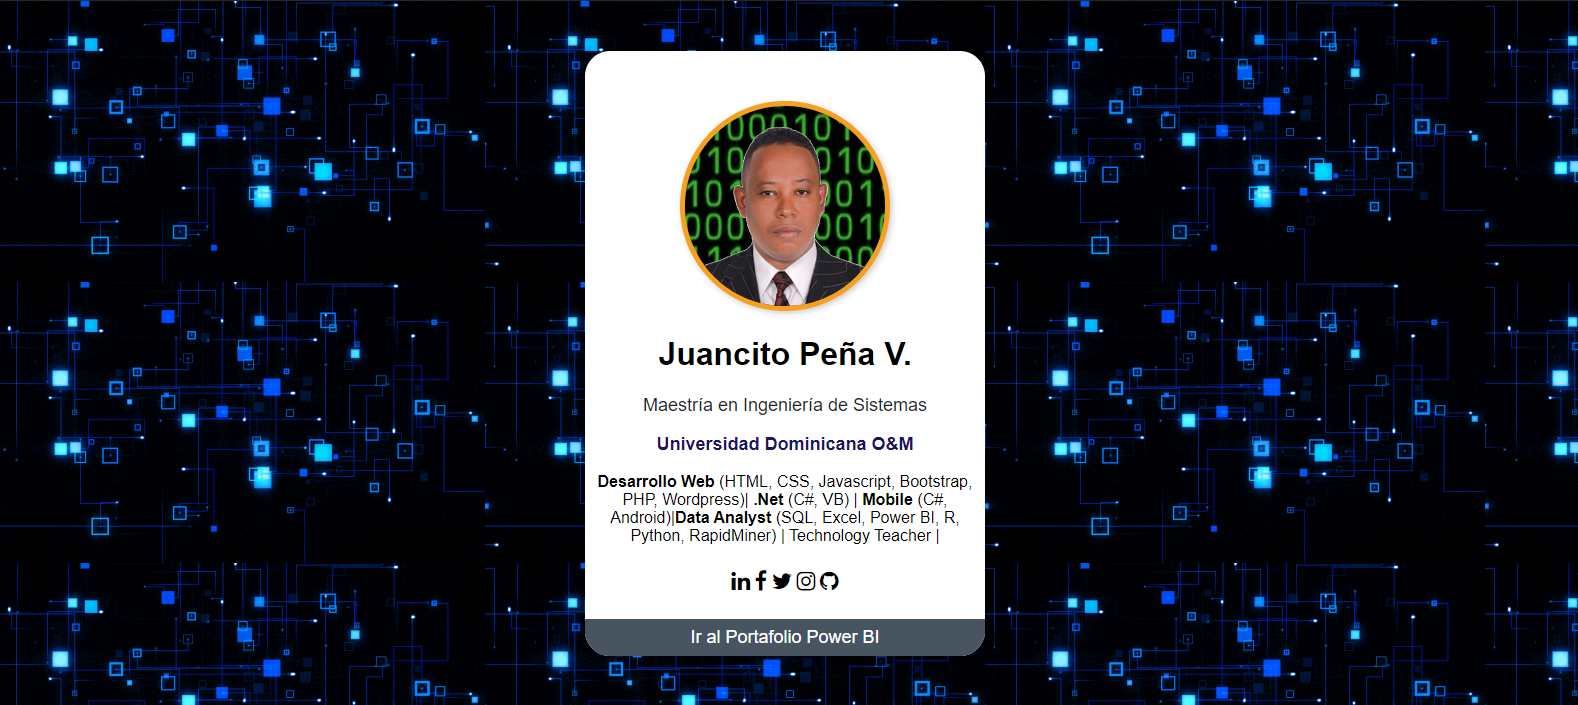 Juancito Peña V.
Maestría en Ingeniería de Sistemas
Universidad Dominicana O&M
Desarrollo Web (HTML, CSS, Javascript, Bootstrap,
PHP, Wordpress)| .Net (C#, VB) | Mobile (C#,
Android)|Data Analyst (SQL, Excel, Power BI, R,
Python, RapidMiner) | Technology Teacher |
Ir al Portafolio Power BI